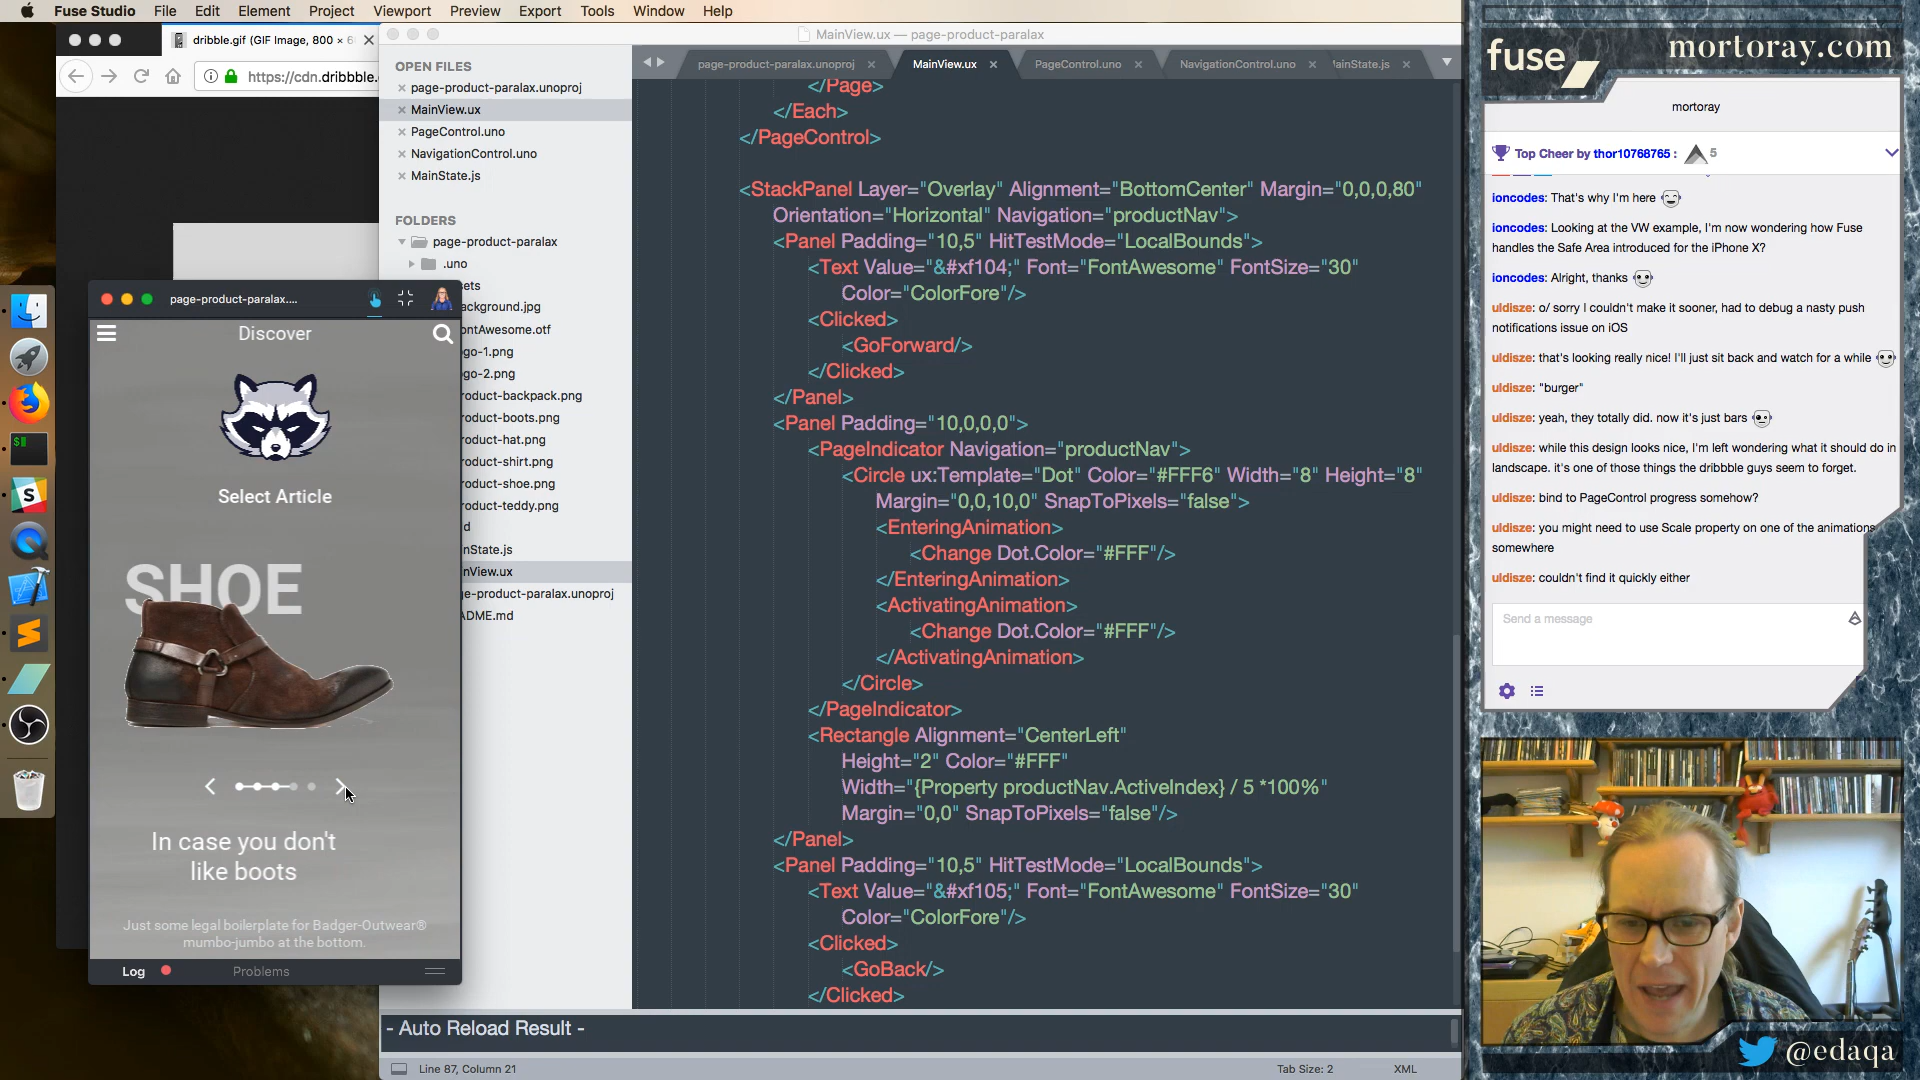 Fuse Studio File Edit Element Project Viewport Preview Export Tools Window Help
dribble.gif (GIF Image, 800 × 6
https://cdn.dribbble.
MainView.ux — page-product-paralax
OPEN FILES
page-product-paralax.unoproj
MainView.ux
PageControl.uno
NavigationControl.uno
MainState.js
FOLDERS
page-product-paralax
.uno
sets
ackground.jpg
ontAwesome.otf
go-1.png
go-2.png
roduct-backpack.png
roduct-boots.png
roduct-hat.png
roduct-shirt.png
roduct-shoe.png
roduct-teddy.png
d
ainState.js
inView.ux
ge-product-paralax.unoproj
ADME.md
page-product-paralax....
Discover
Select Article
SHOE
In case you don't
like boots
Just some legal boilerplate for Badger-Outwear®
mumbo-jumbo at the bottom.
Log Problems
page-product-paralax.unoproj MainView.ux PageControl.uno NavigationControl.uno ainState.js
</Page>
</Each>
</PageControl>
<StackPanel Layer="Overlay" Alignment="BottomCenter" Margin="0,0,0,80"
Orientation="Horizontal" Navigation="productNav">
<Panel Padding="10,5" HitTestMode="LocalBounds">
<Text Value="&#xf104;" Font="FontAwesome" FontSize="30"
Color="ColorFore"/>
<Clicked>
<GoForward/>
</Clicked>
</Panel>
<Panel Padding="10,0,0,0">
<PageIndicator Navigation="productNav">
<Circle ux:Template="Dot" Color="#FFF6" Width="8" Height="8"
Margin="0,0,10,0" SnapToPixels="false">
<EnteringAnimation>
<Change Dot.Color="#FFF"/>
</EnteringAnimation>
<ActivatingAnimation>
<Change Dot.Color="#FFF"/>
</ActivatingAnimation>
</Circle>
</PageIndicator>
<Rectangle Alignment="CenterLeft"
Height="2" Color="#FFF"
Width="{Property productNav.ActiveIndex} / 5 *100%"
Margin="0,0" SnapToPixels="false"/>
</Panel>
<Panel Padding="10,5" HitTestMode="LocalBounds">
<Text Value="&#xf105;" Font="FontAwesome" FontSize="30"
Color="ColorFore"/>
<Clicked>
<GoBack/>
</Clicked>
- Auto Reload Result -
Line 87, Column 21 Tab Size: 2 XML
fuse mortoray.com
mortoray
Top Cheer by thor10768765 : 5
ioncodes: That's why I'm here
ioncodes: Looking at the VW example, I'm now wondering how Fuse
handles the Safe Area introduced for the iPhone X?
ioncodes: Alright, thanks
uldisze: o/ sorry I couldn't make it sooner, had to debug a nasty push
notifications issue on iOS
uldisze: that's looking really nice! I'll just sit back and watch for a while
uldisze: "burger"
uldisze: yeah, they totally did. now it's just bars
uldisze: while this design looks nice, I'm left wondering what it should do in
landscape. it's one of those things the dribbble guys seem to forget.
uldisze: bind to PageControl progress somehow?
uldisze: you might need to use Scale property on one of the animations
somewhere
uldisze: couldn't find it quickly either
Send a message
@edaqa